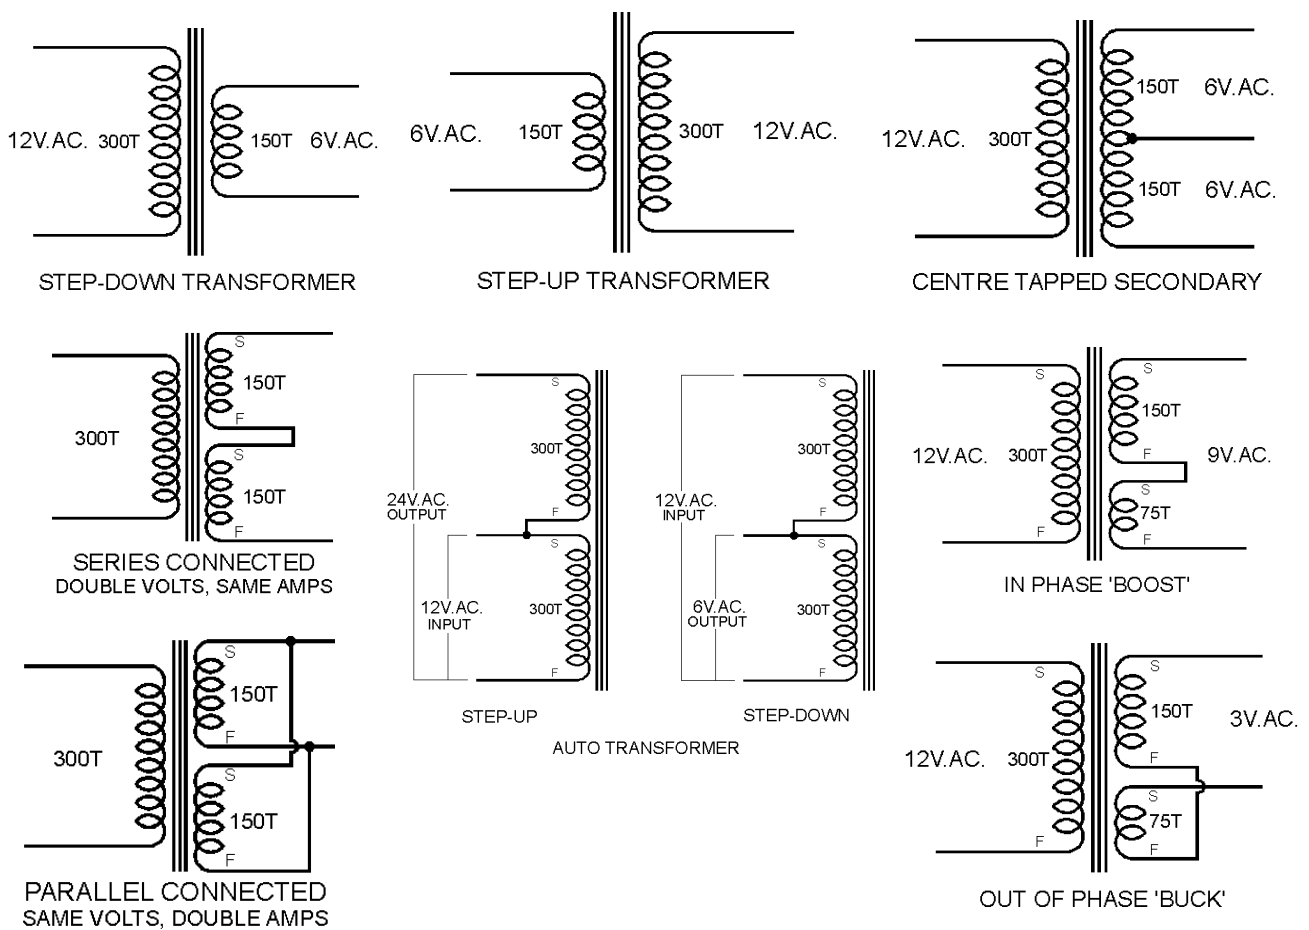 12V.AC. 300T 150T 6V.AC.
STEP-DOWN TRANSFORMER
6V.AC. 150T 300T 12V.AC.
STEP-UP TRANSFORMER
12V.AC. 300T
150T 6V.AC.
150T 6V.AC.
CENTRE TAPPED SECONDARY
S
150T
F
300T
S
150T
F
SERIES CONNECTED
DOUBLE VOLTS, SAME AMPS
S
300T
F
24V.AC.
OUTPUT
S
12V.AC.
INPUT
300T
F
STEP-UP
S
300T
F
12V.AC.
INPUT
S
6V.AC.
OUTPUT
300T
F
STEP-DOWN
AUTO TRANSFORMER
S
12V.AC. 300T
F
S
150T
F
9V.AC.
S
75T
F
IN PHASE 'BOOST'
S
150T
F
300T
S
150T
F
PARALLEL CONNECTED
SAME VOLTS, DOUBLE AMPS
S
12V.AC. 300T
F
S
150T
3V.AC.
F
S
75T
F
OUT OF PHASE 'BUCK'